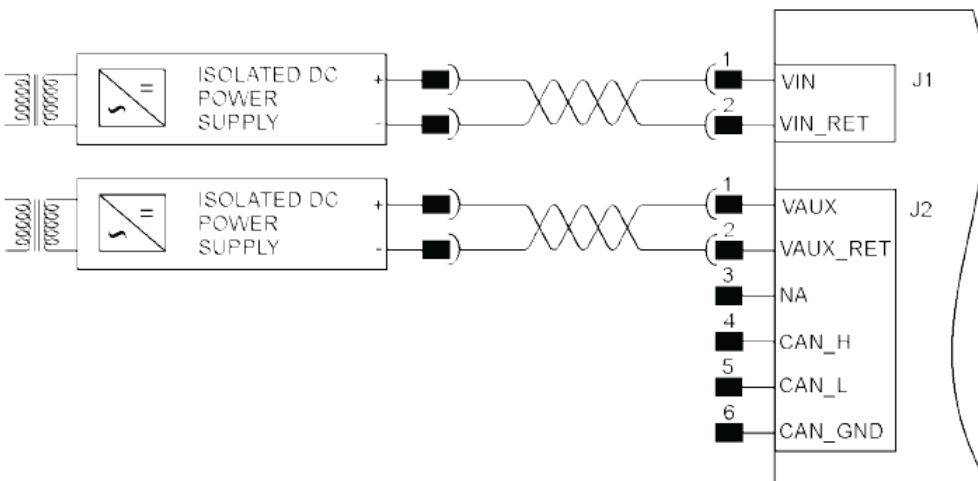 ISOLATED DC
POWER
SUPPLY
+
-
1
VIN
J1
2
VIN_RET
ISOLATED DC
POWER
SUPPLY
+
-
1
VAUX
J2
2
VAUX_RET
3
NA
4
CAN_H
5
CAN_L
6
CAN_GND